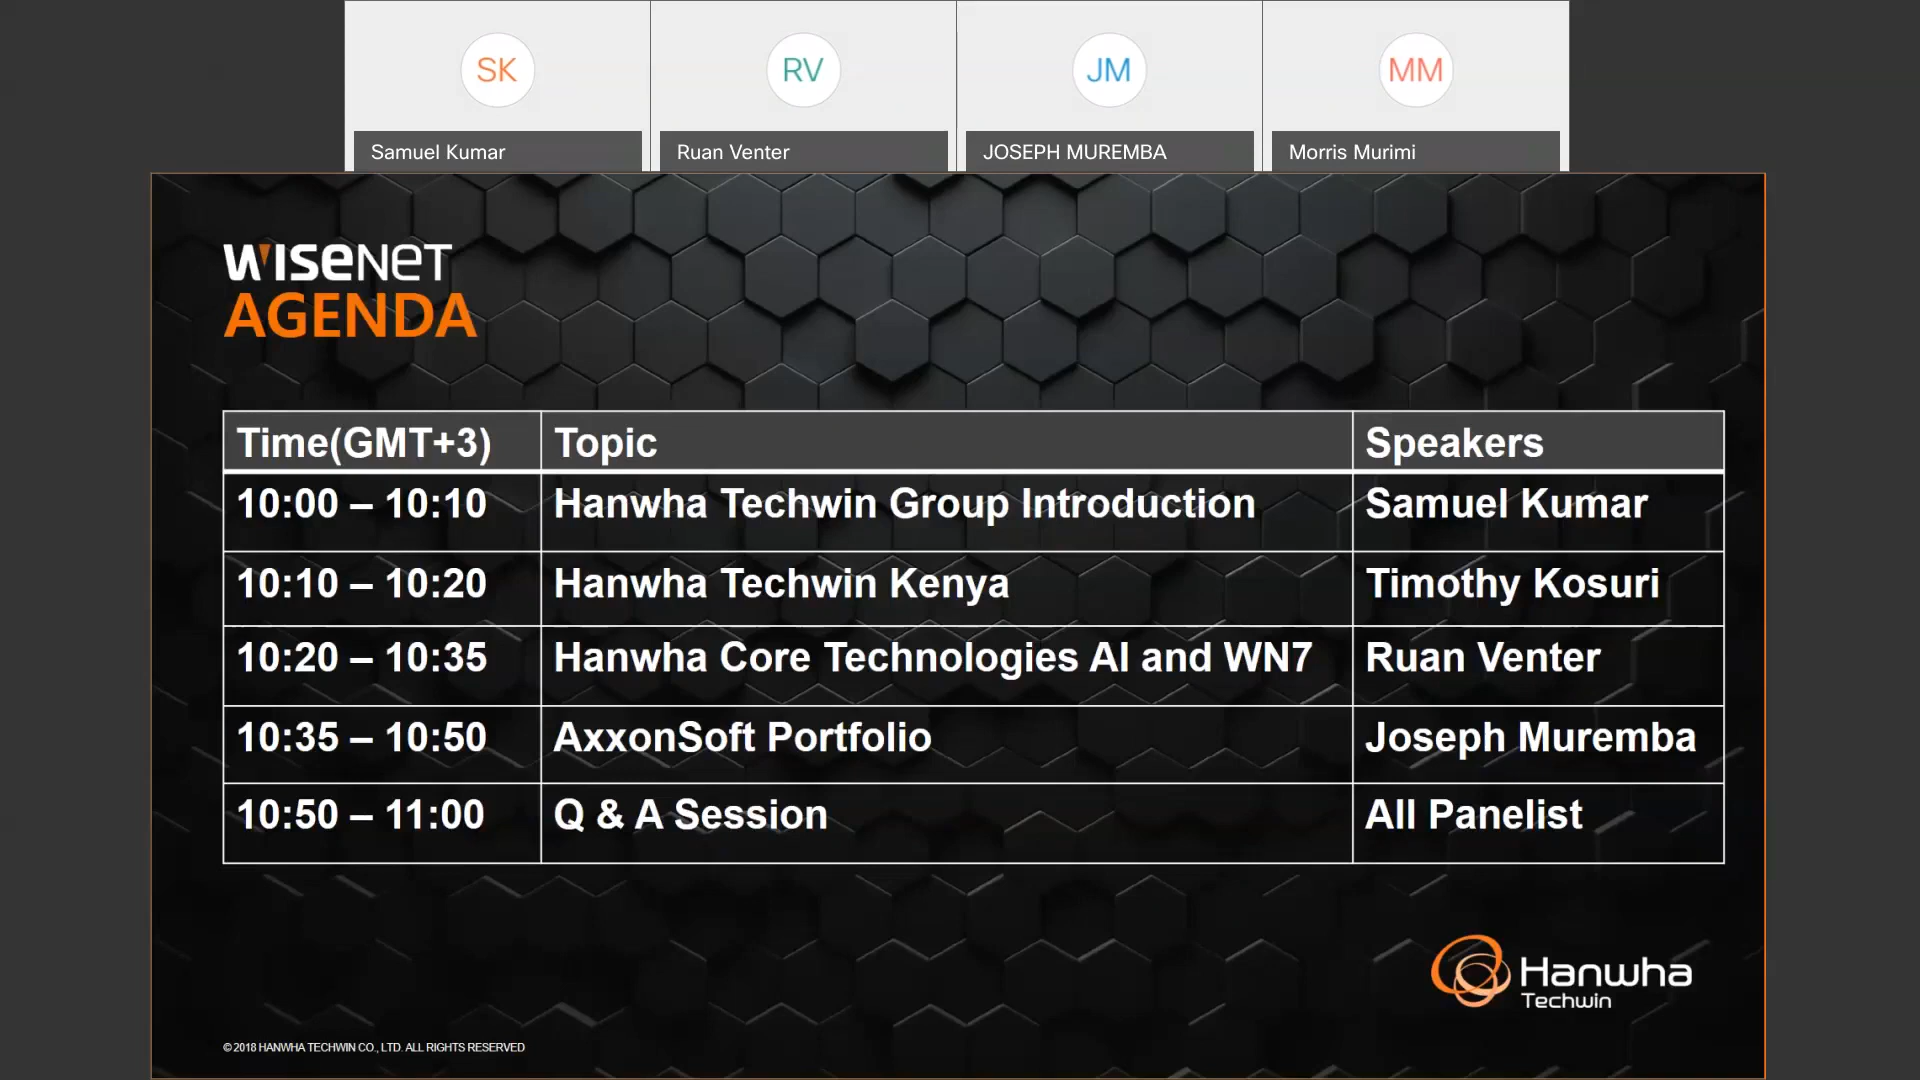 SK RV JM MM
Samuel Kumar Ruan Venter JOSEPH MUREMBA Morris Murimi
WISENET
AGENDA
Time(GMT+3) Topic Speakers
10:00 – 10:10 Hanwha Techwin Group Introduction Samuel Kumar
10:10 – 10:20 Hanwha Techwin Kenya Timothy Kosuri
10:20 – 10:35 Hanwha Core Technologies AI and WN7 Ruan Venter
10:35 – 10:50 AxxonSoft Portfolio Joseph Muremba
10:50 – 11:00 Q & A Session All Panelist
Hanwha
Techwin
© 2018 HANWHA TECHWIN CO., LTD. ALL RIGHTS RESERVED